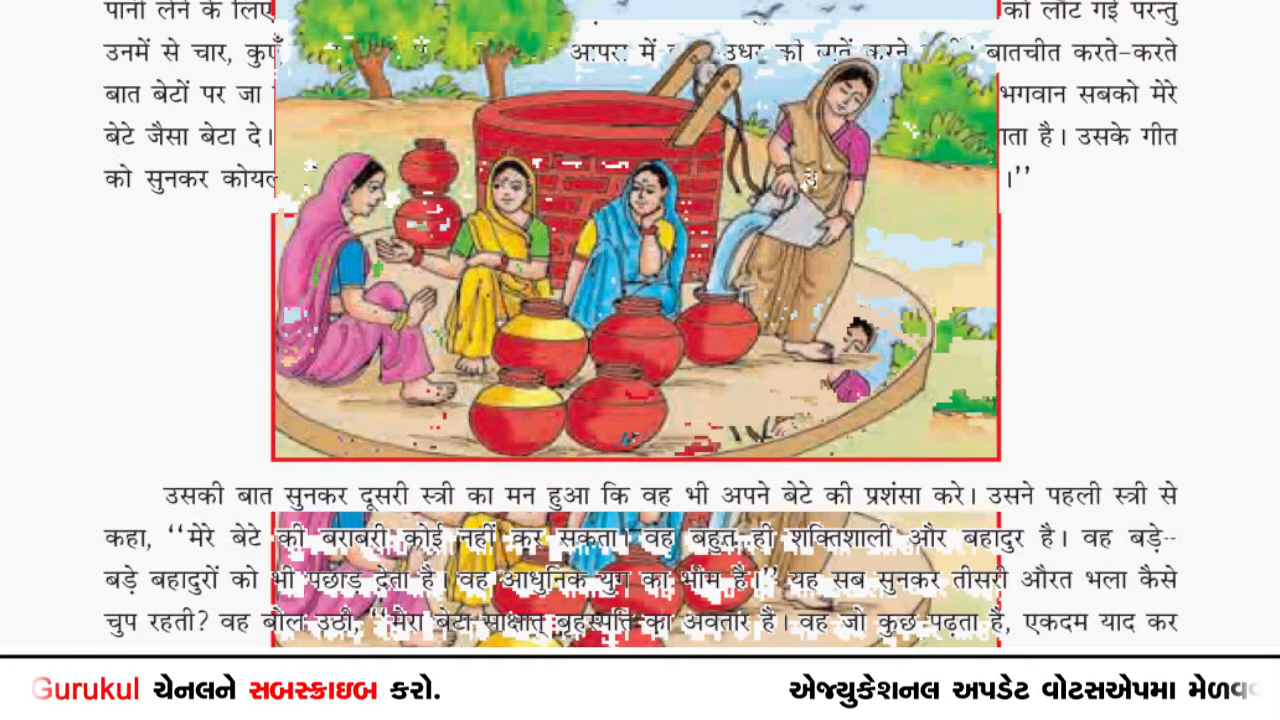 पानी लेने के लिए को लौट गई परन्तु
उनमें से चार, कुएँ आपस में उधर की बातें करने बातचीत करते-करते
बात बेटों पर जा भगवान सबको मेरे
बेटे जैसा बेटा दे। है। उसके गीत
को सुनकर कोयल ।’’
उसकी बात सुनकर दूसरी स्त्री का मन हुआ कि वह भी अपने बेटे की प्रशंसा करे। उसने पहली स्त्री से
कहा, ‘‘मेरे बेटे की बराबरी कोई नहीं कर सकता। वह बहुत ही शक्तिशाली और बहादुर है। वह बड़े--
बड़े बहादुरों को भी पछाड़ देता है। वह आधुनिक युग का भीम है।’’ यह सब सुनकर तीसरी औरत भला कैसे
चुप रहती? वह बोल उठी, ‘‘मेरा बेटा साक्षात् बृहस्पति का अवतार है। वह जो कुछ पढ़ता है, एकदम याद कर
Gurukul ચેનલને સબસ્ક્રાઇબ કરો. એજ્યુકેશનલ અપડેટ વોટસએપમા